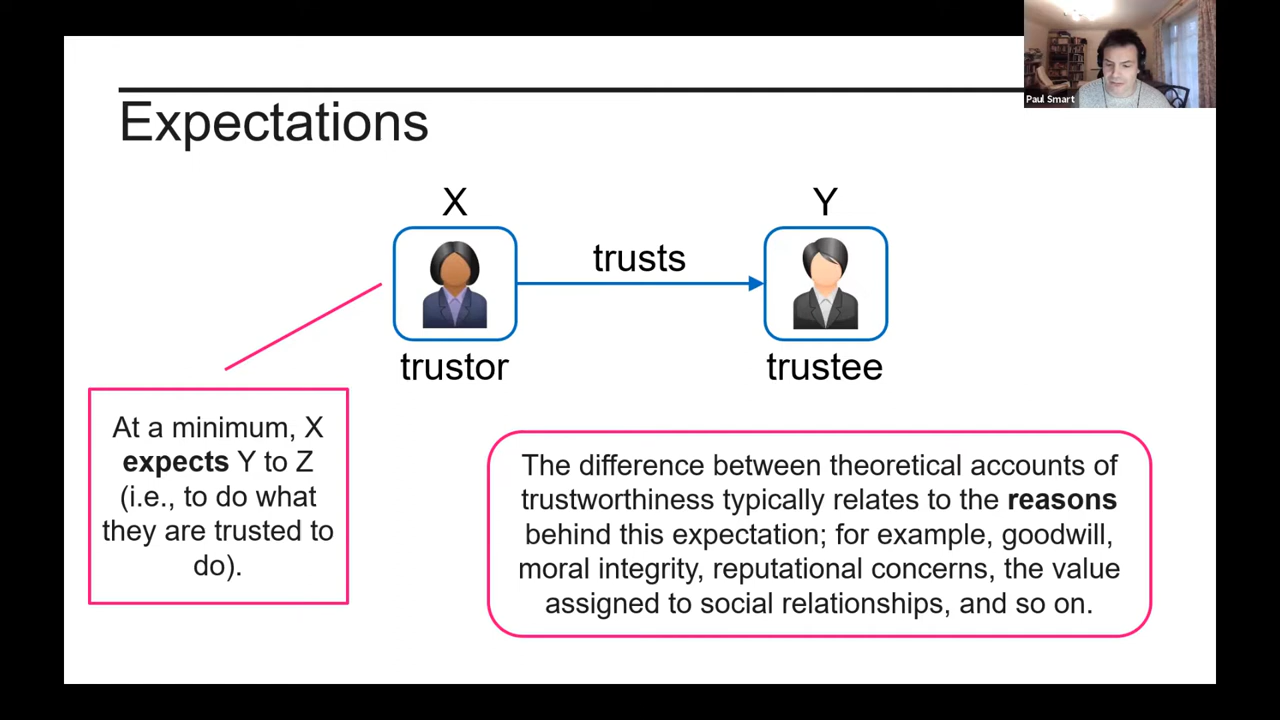 Paul Smart
Expectations
X
Y
trusts
trustor
trustee
At a minimum, X
expects Y to Z
(i.e., to do what
they are trusted to
do).
The difference between theoretical accounts of
trustworthiness typically relates to the reasons
behind this expectation; for example, goodwill,
moral integrity, reputational concerns, the value
assigned to social relationships, and so on.